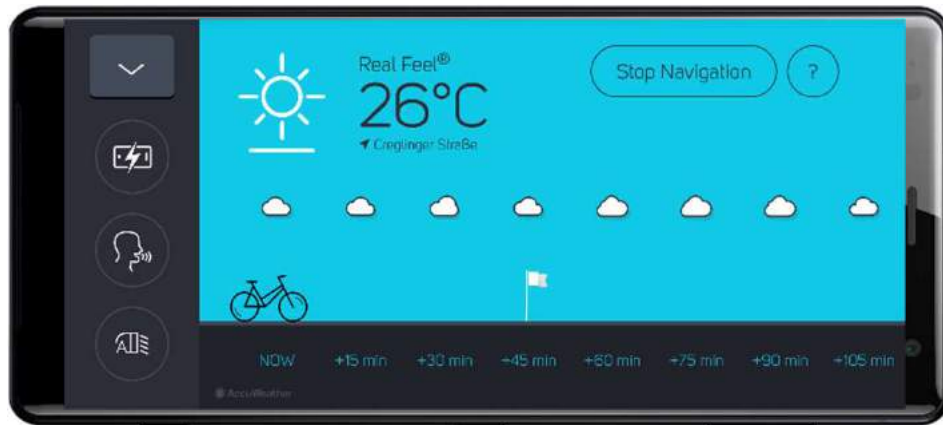 Real Feel®
26°C
Creglinger Straße
Stop Navigation
?
A
NOW +15 min +30 min +45 min +60 min +75 min +90 min +105 min
AccuWeather